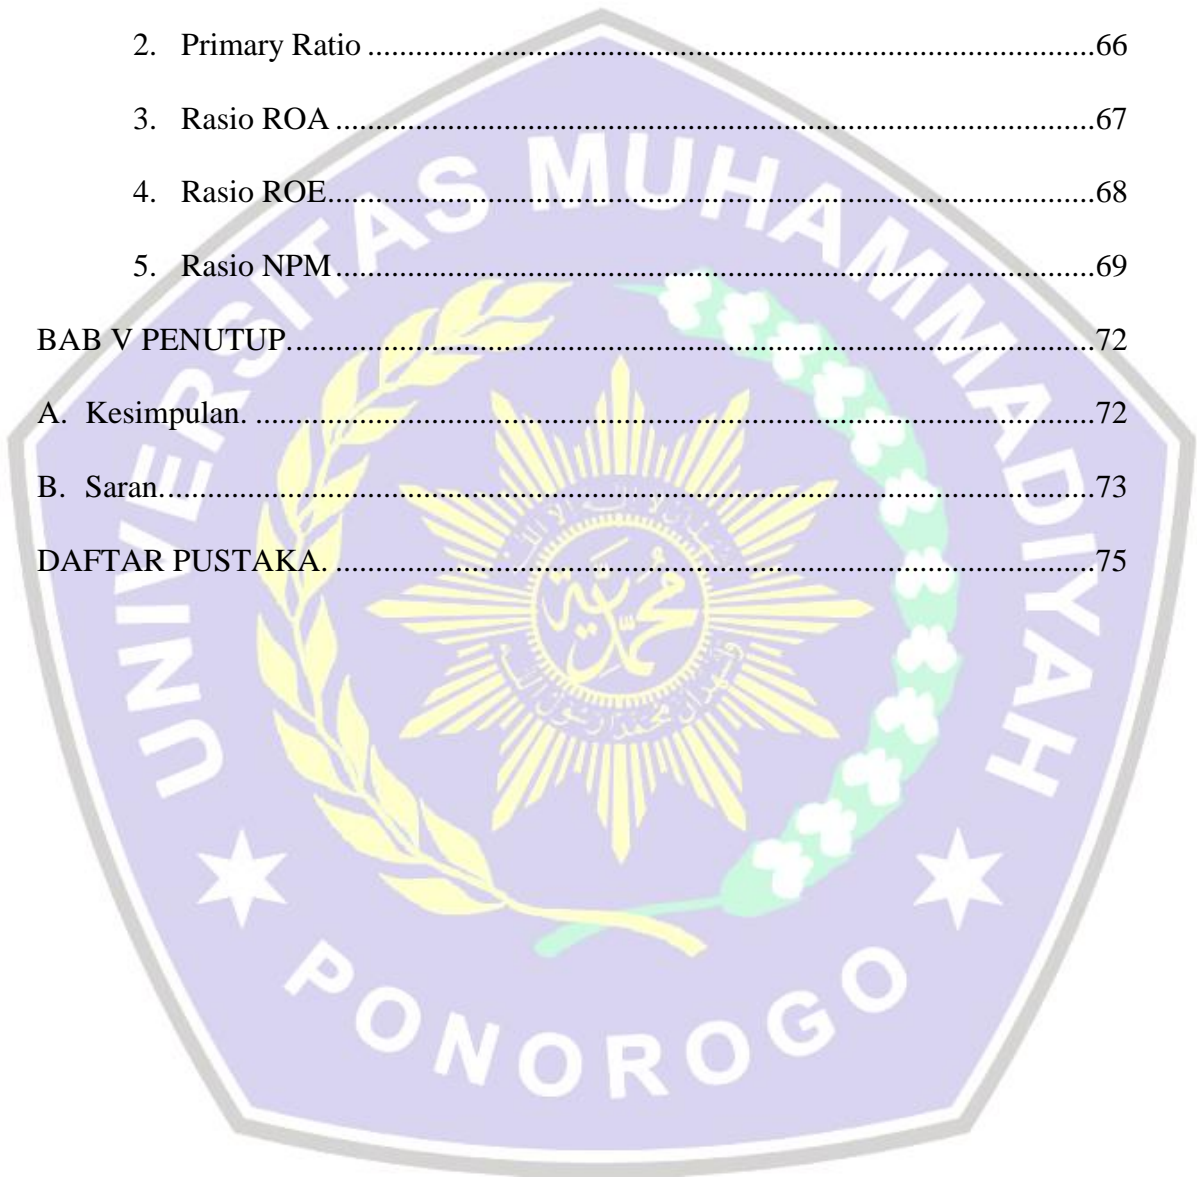 2. Primary Ratio ..........................................................................................66
3. Rasio ROA ..............................................................................................67
4. Rasio ROE...............................................................................................68
5. Rasio NPM ..............................................................................................69
BAB V PENUTUP....................................................................................................72
A. Kesimpulan. ........................................................................................................72
B. Saran....................................................................................................................73
DAFTAR PUSTAKA. ..............................................................................................75
UNIVERSITAS MUHAMMADIYAH
PONOROGO
محمدية